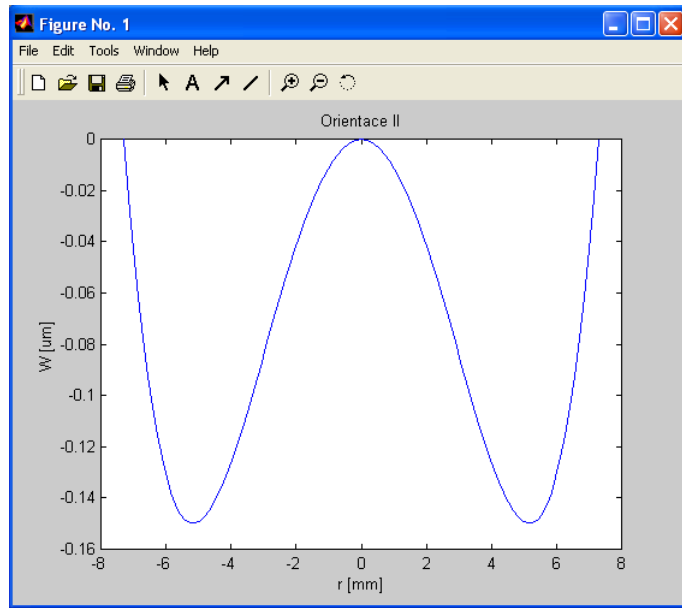 Figure No. 1
File Edit Tools Window Help
A
Orientace II
0
-0.02
-0.04
-0.06
-0.08
-0.1
-0.12
-0.14
-0.16
W [um]
-8 -6 -4 -2 0 2 4 6 8
r [mm]